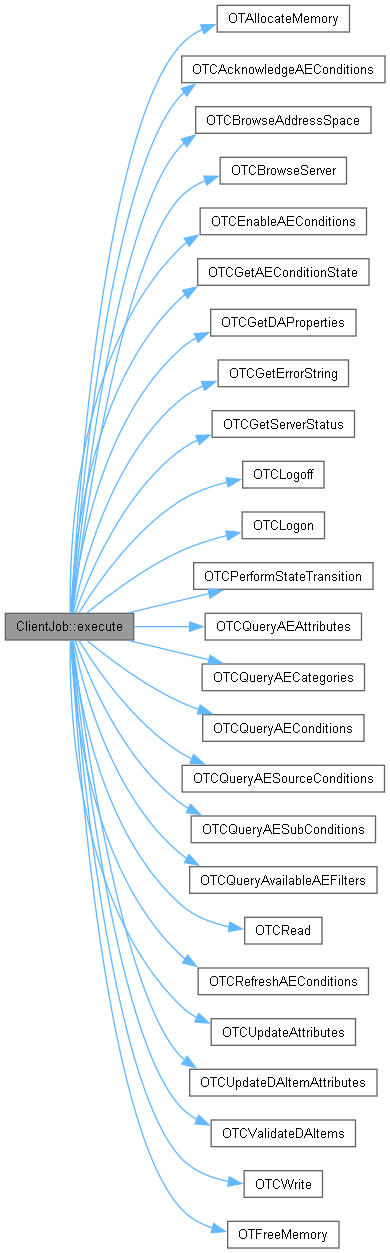 OTAllocateMemory
OTCAcknowledgeAEConditions
OTCBrowseAddressSpace
OTCBrowseServer
OTCEnableAEConditions
OTCGetAEConditionState
OTCGetDAProperties
OTCGetErrorString
OTCGetServerStatus
OTCLogoff
OTCLogon
OTCPerformStateTransition
ClientJob::execute
OTCQueryAEAttributes
OTCQueryAECategories
OTCQueryAEConditions
OTCQueryAESourceConditions
OTCQueryAESubConditions
OTCQueryAvailableAEFilters
OTCRead
OTCRefreshAEConditions
OTCUpdateAttributes
OTCUpdateDAItemAttributes
OTCValidateDAItems
OTCWrite
OTFreeMemory